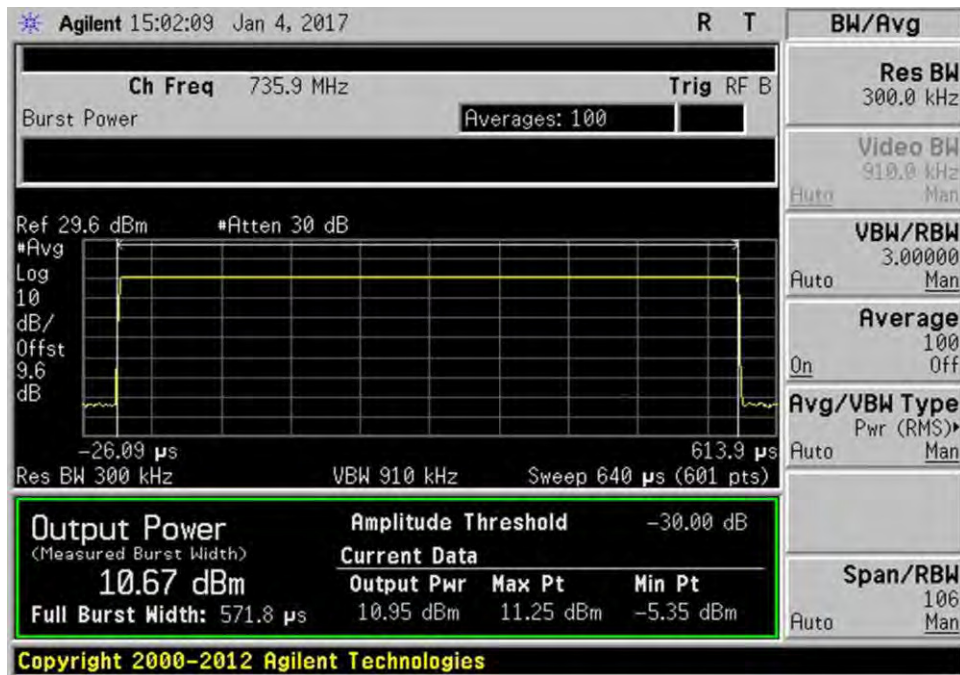 Agilent 15:02:09 Jan 4, 2017 R T
BW/Avg
Ch Freq 735.9 MHz Trig RF B
Burst Power Averages: 100
Ref 29.6 dBm #Atten 30 dB
#Avg
Log
10
dB/
Offst
9.6
dB
-26.09 µs 613.9 µs
Res BW 300 kHz VBW 910 kHz Sweep 640 µs (601 pts)
Output Power
(Measured Burst Width)
10.67 dBm
Full Burst Width: 571.8 µs
Amplitude Threshold -30.00 dB
Current Data
Output Pwr Max Pt Min Pt
10.95 dBm 11.25 dBm -5.35 dBm
Res BW
300.0 kHz
Video BW
910.0 kHz
Auto Man
VBW/RBW
3.00000
Auto Man
Average
100
On Off
Avg/VBW Type
Pwr (RMS)▸
Auto Man
Span/RBW
106
Auto Man
Copyright 2000-2012 Agilent Technologies